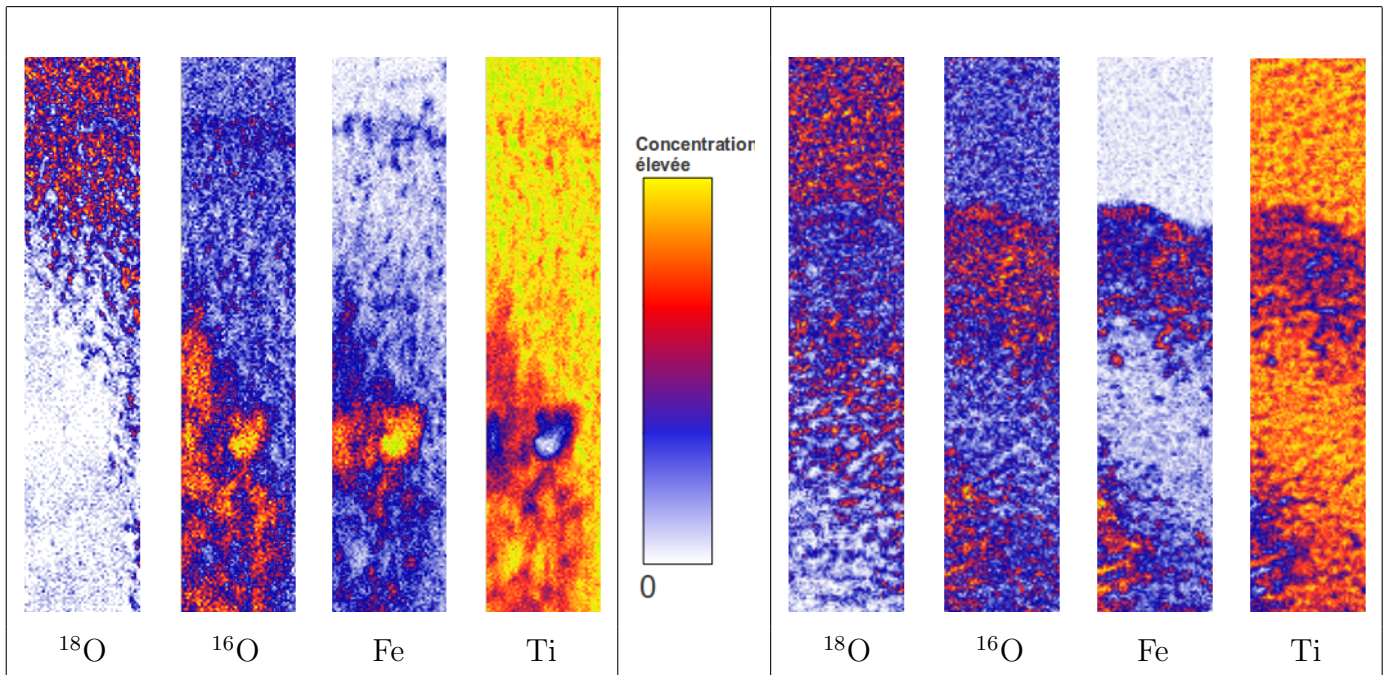 Concentration
élevée
0
¹⁸O ¹⁶O Fe Ti
¹⁸O ¹⁶O Fe Ti